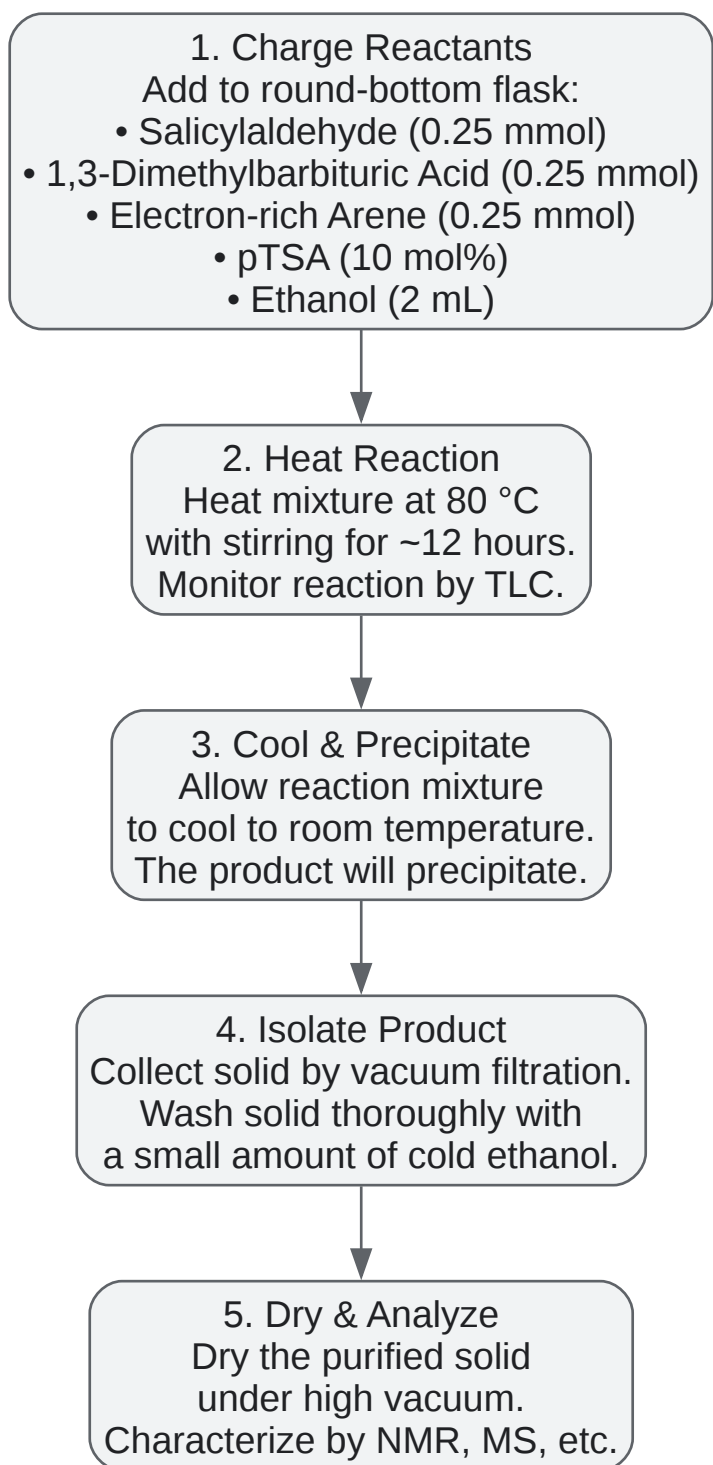 1. Charge Reactants
Add to round-bottom flask:
• Salicylaldehyde (0.25 mmol)
• 1,3-Dimethylbarbituric Acid (0.25 mmol)
• Electron-rich Arene (0.25 mmol)
• pTSA (10 mol%)
• Ethanol (2 mL)
2. Heat Reaction
Heat mixture at 80 °C
with stirring for ~12 hours.
Monitor reaction by TLC.
3. Cool & Precipitate
Allow reaction mixture
to cool to room temperature.
The product will precipitate.
4. Isolate Product
Collect solid by vacuum filtration.
Wash solid thoroughly with
a small amount of cold ethanol.
5. Dry & Analyze
Dry the purified solid
under high vacuum.
Characterize by NMR, MS, etc.